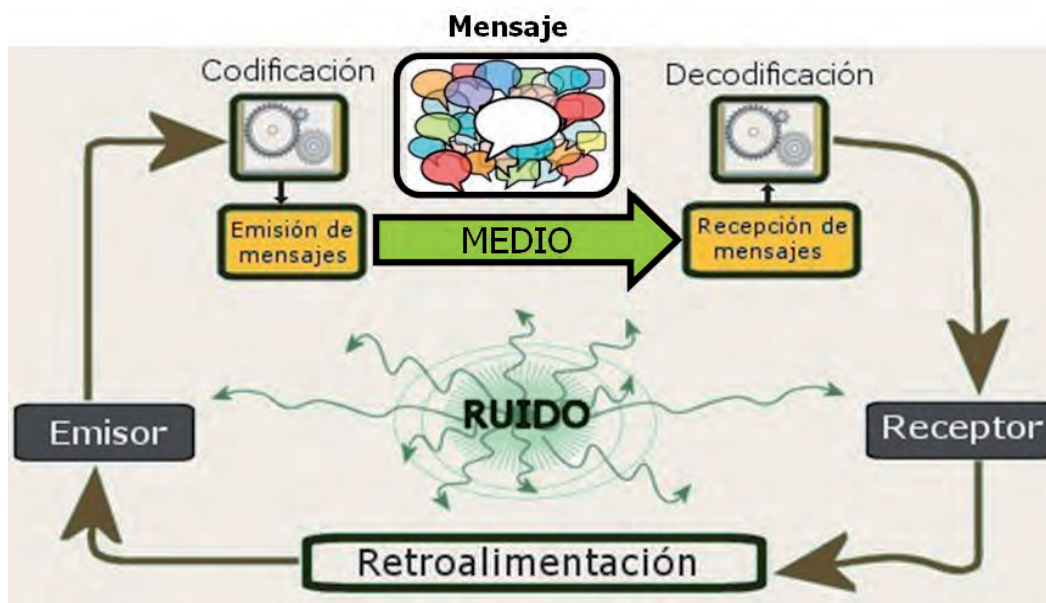 Mensaje
Codificación
Decodificación
Emisión de
mensajes
MEDIO
Recepción de
mensajes
RUIDO
Emisor
Receptor
Retroalimentación